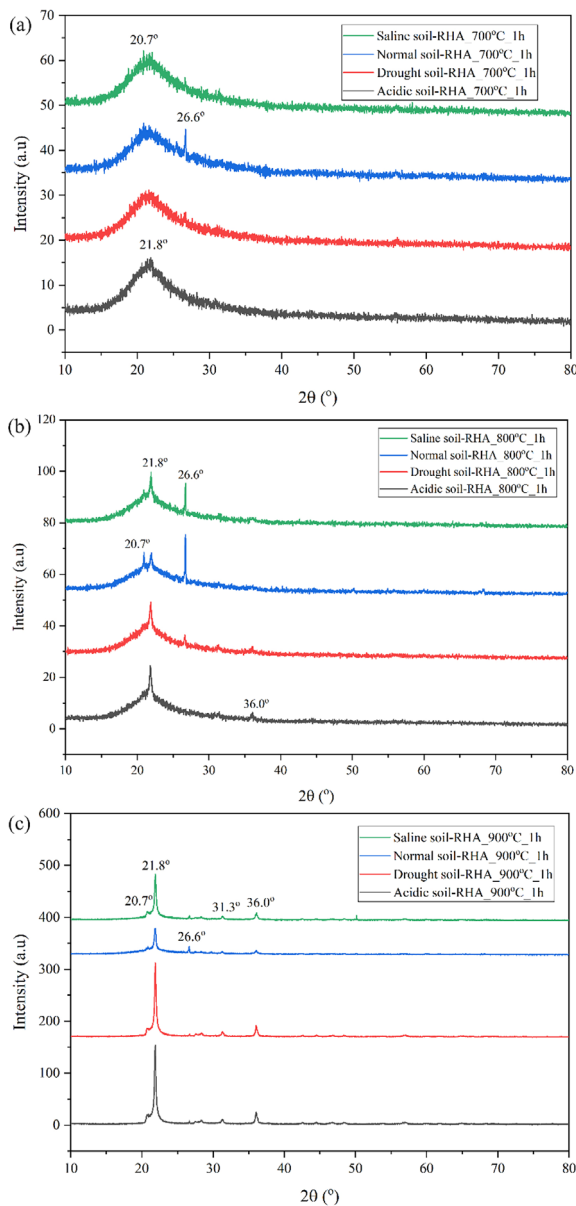 (a)
70
60
50
40
30
20
10
0
Intensity (a.u)
20.7°
26.6°
21.8°
Saline soil-RHA_700°C_1h
Normal soil-RHA_700°C_1h
Drought soil-RHA_700°C_1h
Acidic soil-RHA_700°C_1h
10 20 30 40 50 60 70 80
2θ (°)
(b)
120
100
80
60
40
20
0
Intensity (a.u)
21.8° 26.6°
20.7°
36.0°
Saline soil-RHA_800°C_1h
Normal soil-RHA_800°C_1h
Drought soil-RHA_800°C_1h
Acidic soil-RHA_800°C_1h
10 20 30 40 50 60 70 80
2θ (°)
(c)
600
500
400
300
200
100
0
Intensity (a.u)
21.8°
20.7° 31.3° 36.0°
26.6°
Saline soil-RHA_900°C_1h
Normal soil-RHA_900°C_1h
Drought soil-RHA_900°C_1h
Acidic soil-RHA_900°C_1h
10 20 30 40 50 60 70 80
2θ (°)